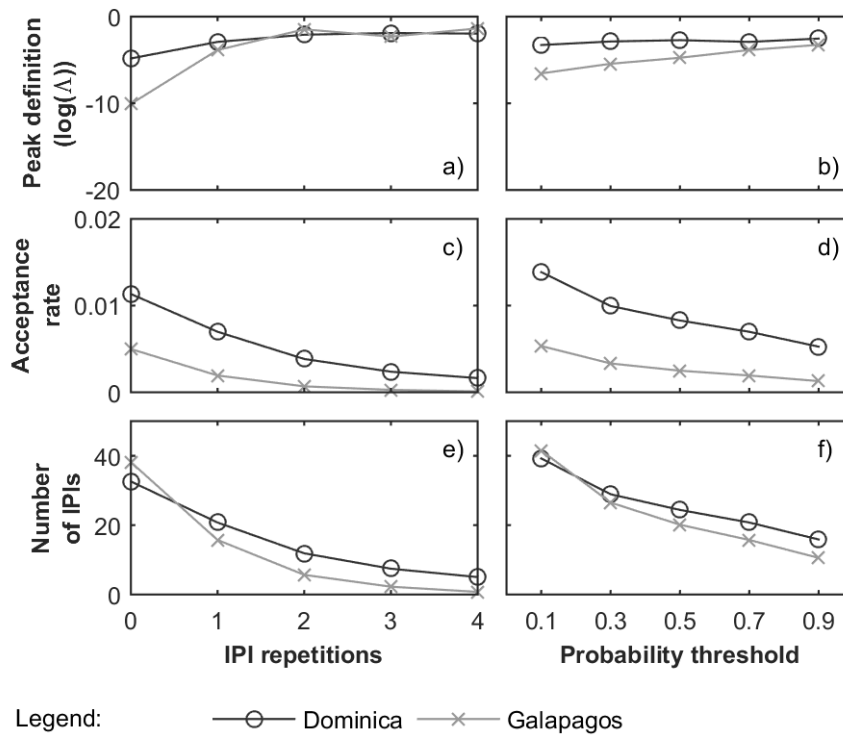 0
-10
-20
Peak definition
(log(Λ))
a)
b)
0.02
0.01
0
Acceptance
rate
c)
d)
40
20
0
Number
of IPIs
e)
f)
0 1 2 3 4
0.1 0.3 0.5 0.7 0.9
IPI repetitions
Probability threshold
Legend:
Dominica
Galapagos